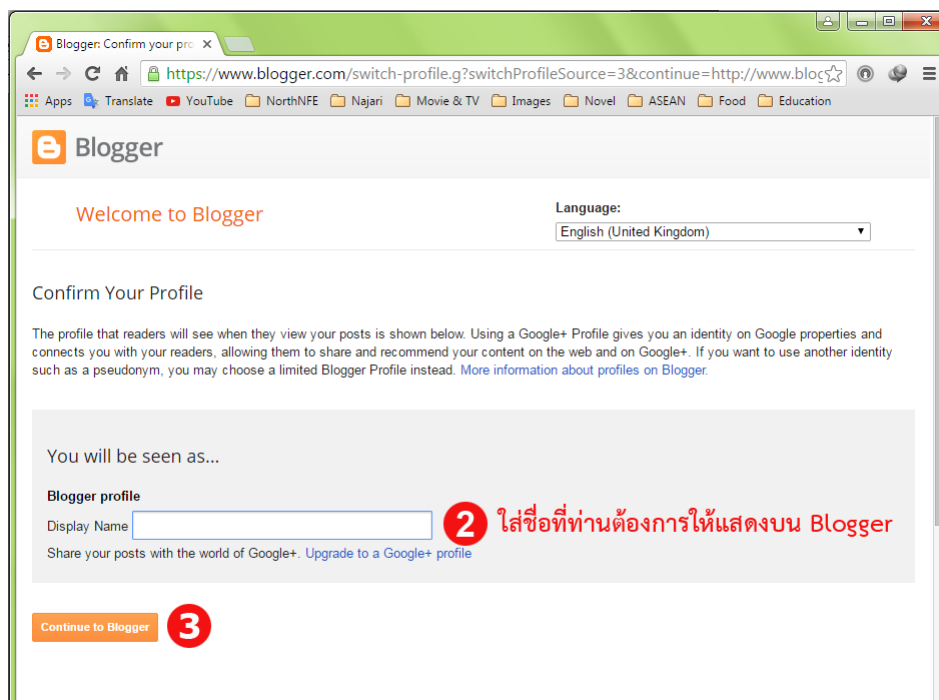 Blogger: Confirm your pro
https://www.blogger.com/switch-profile.g?switchProfileSource=3&continue=http://www.blog
Apps Translate YouTube NorthNFE Najari Movie & TV Images Novel ASEAN Food Education
Blogger
Welcome to Blogger
Language:
English (United Kingdom)
Confirm Your Profile
The profile that readers will see when they view your posts is shown below. Using a Google+ Profile gives you an identity on Google properties and
connects you with your readers, allowing them to share and recommend your content on the web and on Google+. If you want to use another identity
such as a pseudonym, you may choose a limited Blogger Profile instead. More information about profiles on Blogger.
You will be seen as...
Blogger profile
Display Name
2 ใส่ชื่อที่ท่านต้องการให้แสดงบน Blogger
Share your posts with the world of Google+. Upgrade to a Google+ profile
Continue to Blogger
3